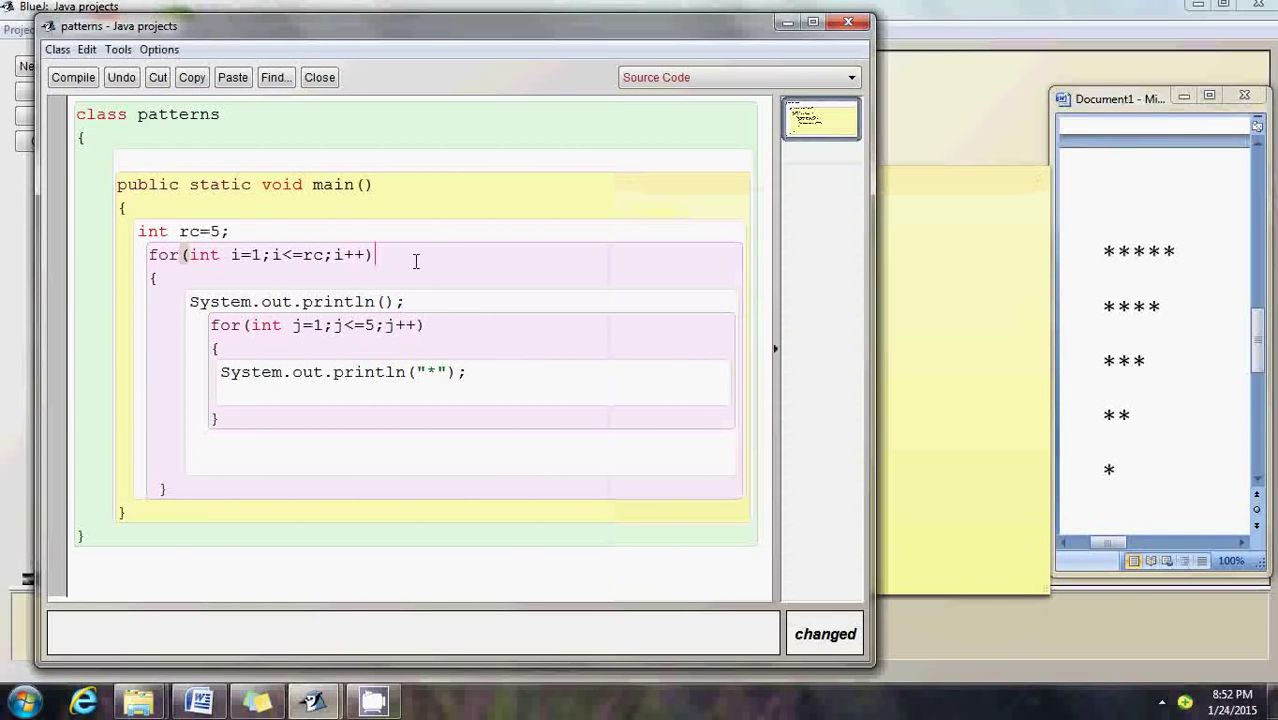 BlueJ: Java projects
patterns - Java projects
Class Edit Tools Options
Compile Undo Cut Copy Paste Find... Close
Source Code
class patterns
{
public static void main()
{
int rc=5;
for(int i=1;i<=rc;i++)
{
System.out.println();
for(int j=1;j<=5;j++)
{
System.out.println("*");
}
}
}
}
changed
Document1 - Mi...
*****
****
***
**
*
100%
8:52 PM
1/24/2015